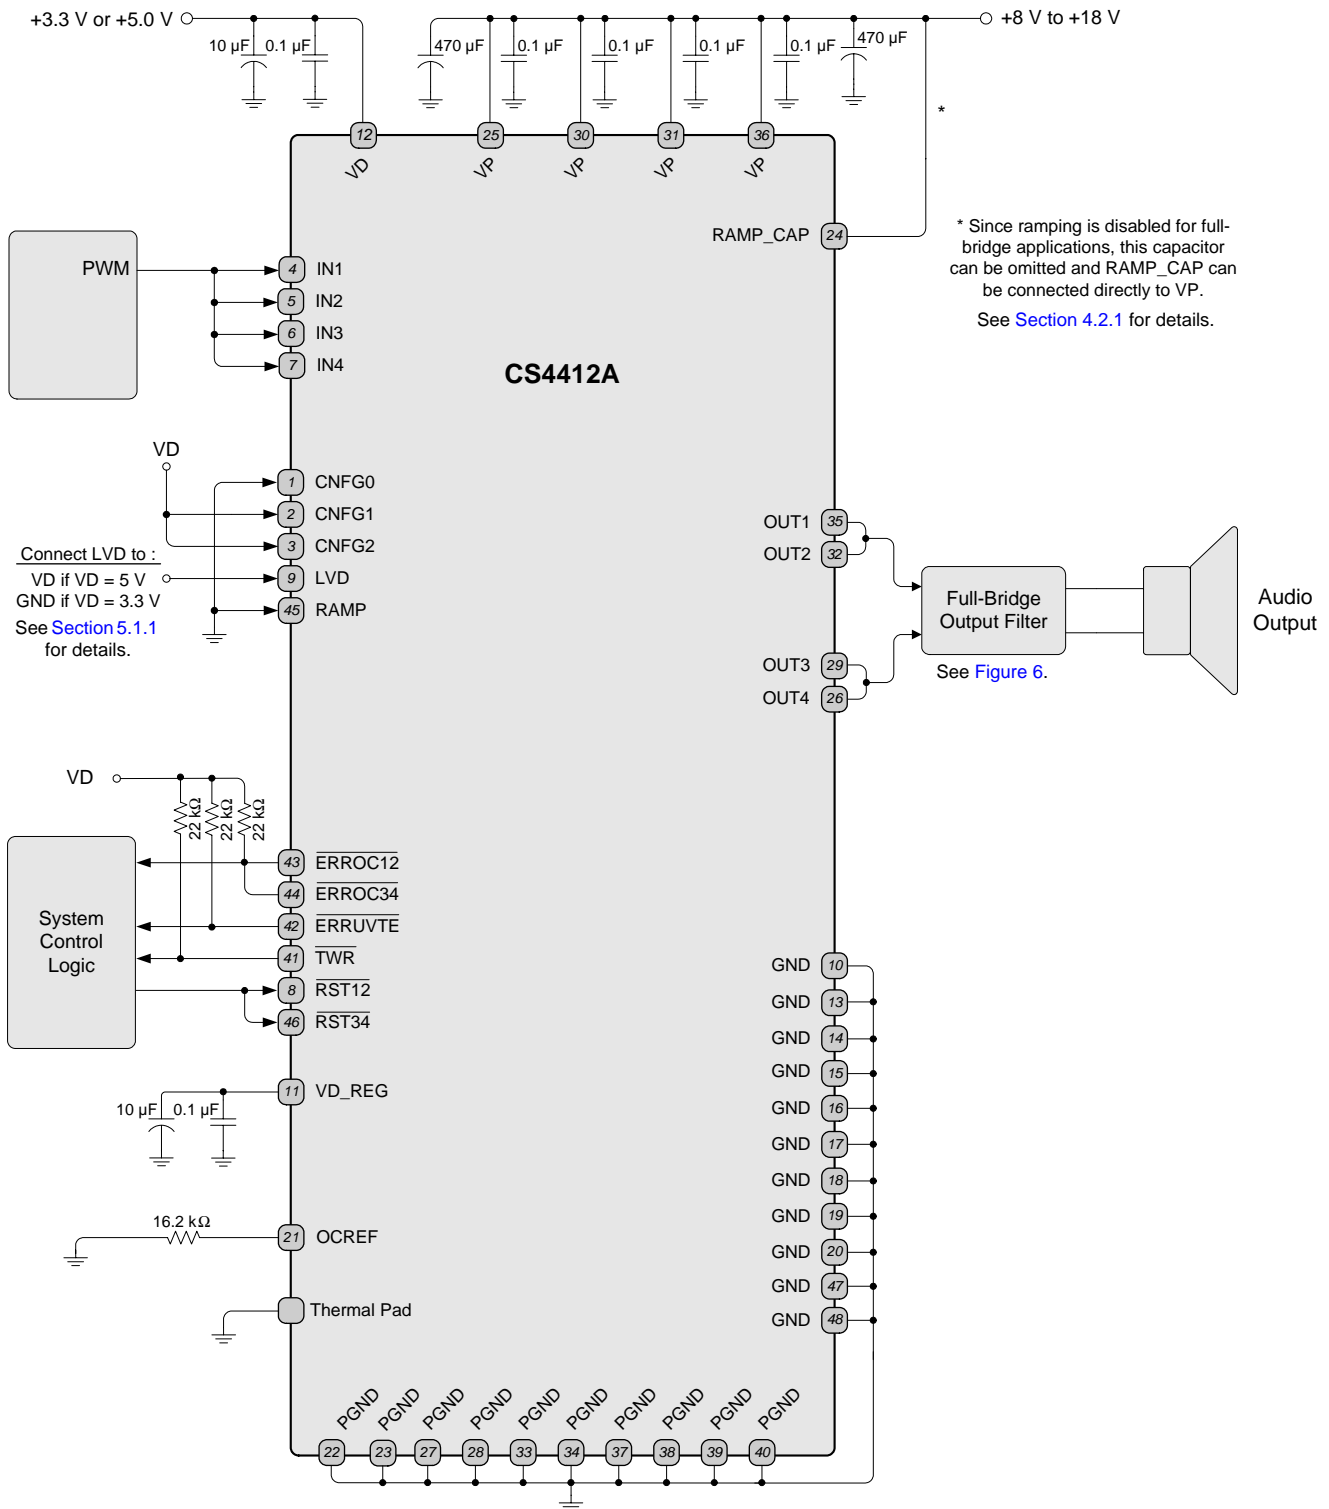 +3.3 V or +5.0 V
+8 V to +18 V
10 µF
0.1 µF
470 µF
0.1 µF
0.1 µF
0.1 µF
0.1 µF
470 µF
*
12
25
30
31
36
VD
VP
VP
VP
VP
RAMP_CAP
24
* Since ramping is disabled for full-
bridge applications, this capacitor
can be omitted and RAMP_CAP can
be connected directly to VP.
See Section 4.2.1 for details.
PWM
4
IN1
5
IN2
6
IN3
7
IN4
CS4412A
VD
1
CNFG0
2
CNFG1
3
CNFG2
9
LVD
45
RAMP
Connect LVD to :
VD if VD = 5 V
GND if VD = 3.3 V
See Section 5.1.1
for details.
OUT1
35
OUT2
32
OUT3
29
OUT4
26
Full-Bridge
Output Filter
See Figure 6.
Audio
Output
VD
22 kΩ
22 kΩ
22 kΩ
System
Control
Logic
43
ERROC12
44
ERROC34
42
ERRUVTE
41
TWR
8
RST12
46
RST34
11
VD_REG
10 µF
0.1 µF
16.2 kΩ
21
OCREF
Thermal Pad
GND
10
GND
13
GND
14
GND
15
GND
16
GND
17
GND
18
GND
19
GND
20
GND
47
GND
48
PGND
PGND
PGND
PGND
PGND
PGND
PGND
PGND
PGND
PGND
22
23
27
28
33
34
37
38
39
40